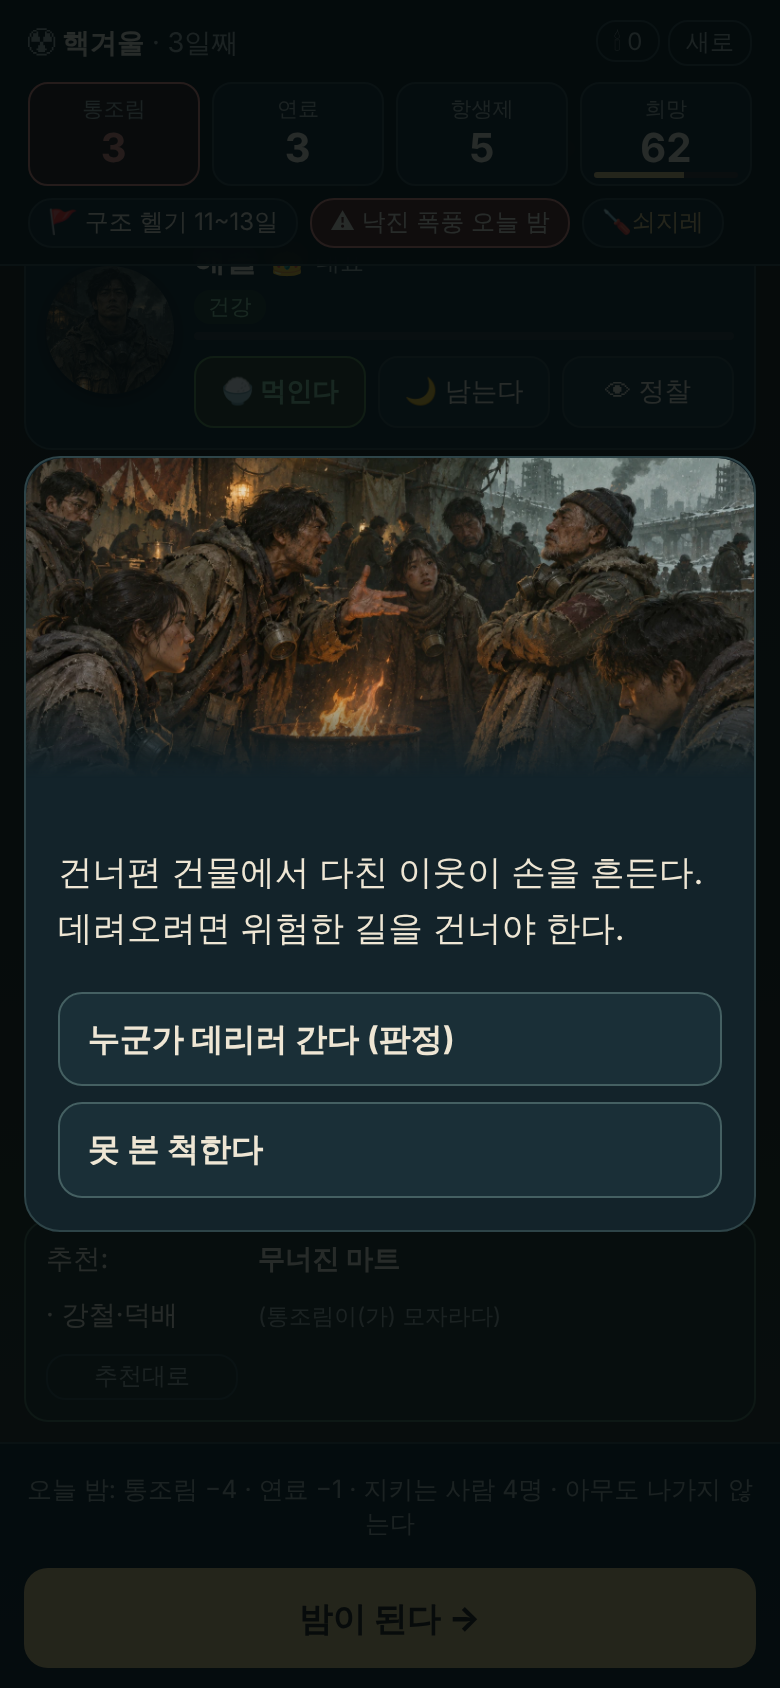 핵겨울 · 3일째
0
새로
통조림
연료
항생제
희망
3
3
5
62
구조 헬기 11~13일
낙진 폭풍 오늘 밤
쇠지레
건강
먹인다
남는다
정찰
건너편 건물에서 다친 이웃이 손을 흔든다.
데려오려면 위험한 길을 건너야 한다.
누군가 데리러 간다 (판정)
못 본 척한다
추천:
무너진 마트
· 강철·덕배
(통조림이(가) 모자라다)
추천대로
오늘 밤: 통조림 −4 · 연료 −1 · 지키는 사람 4명 · 아무도 나가지 않
는다
밤이 된다 →